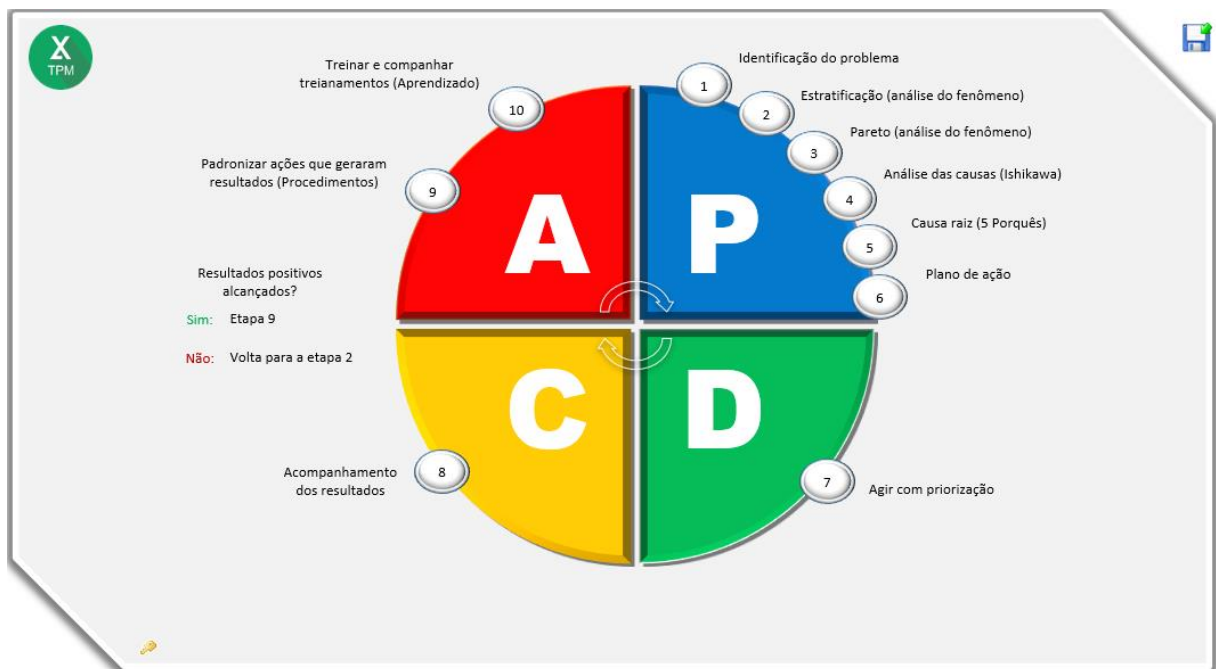 X
TPM
Treinar e companhar
treianamentos (Aprendizado)
10
Padronizar ações que geraram
resultados (Procedimentos)
9
Resultados positivos
alcançados?
Sim: Etapa 9
Não: Volta para a etapa 2
Acompanhamento
dos resultados
8
A
P
C
D
1
Identificação do problema
2
Estratificação (análise do fenômeno)
3
Pareto (análise do fenômeno)
4
Análise das causas (Ishikawa)
5
Causa raiz (5 Porquês)
6
Plano de ação
7
Agir com priorização